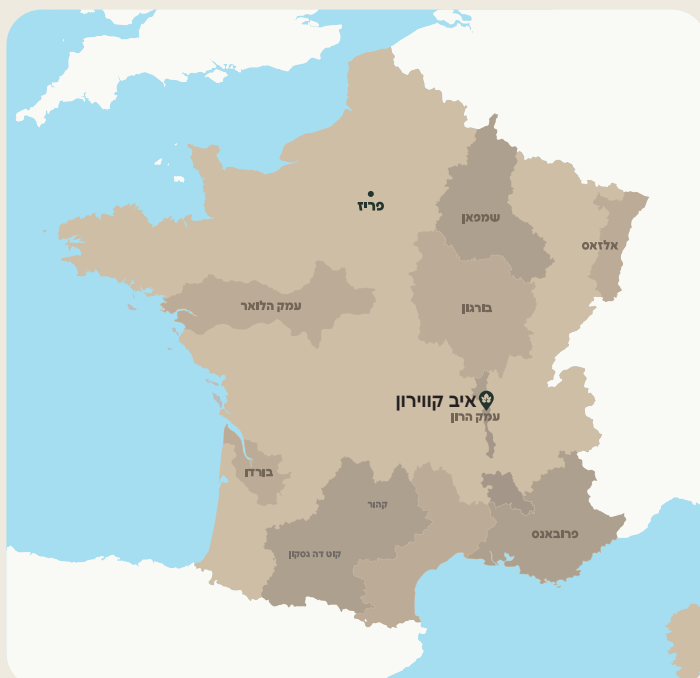 פריז
שמפאן
אלזאס
עמק הלואר
בורגון
איב קווירון
עמק הרון
בורדו
קהור
פרובאנס
קוט דה גסקון